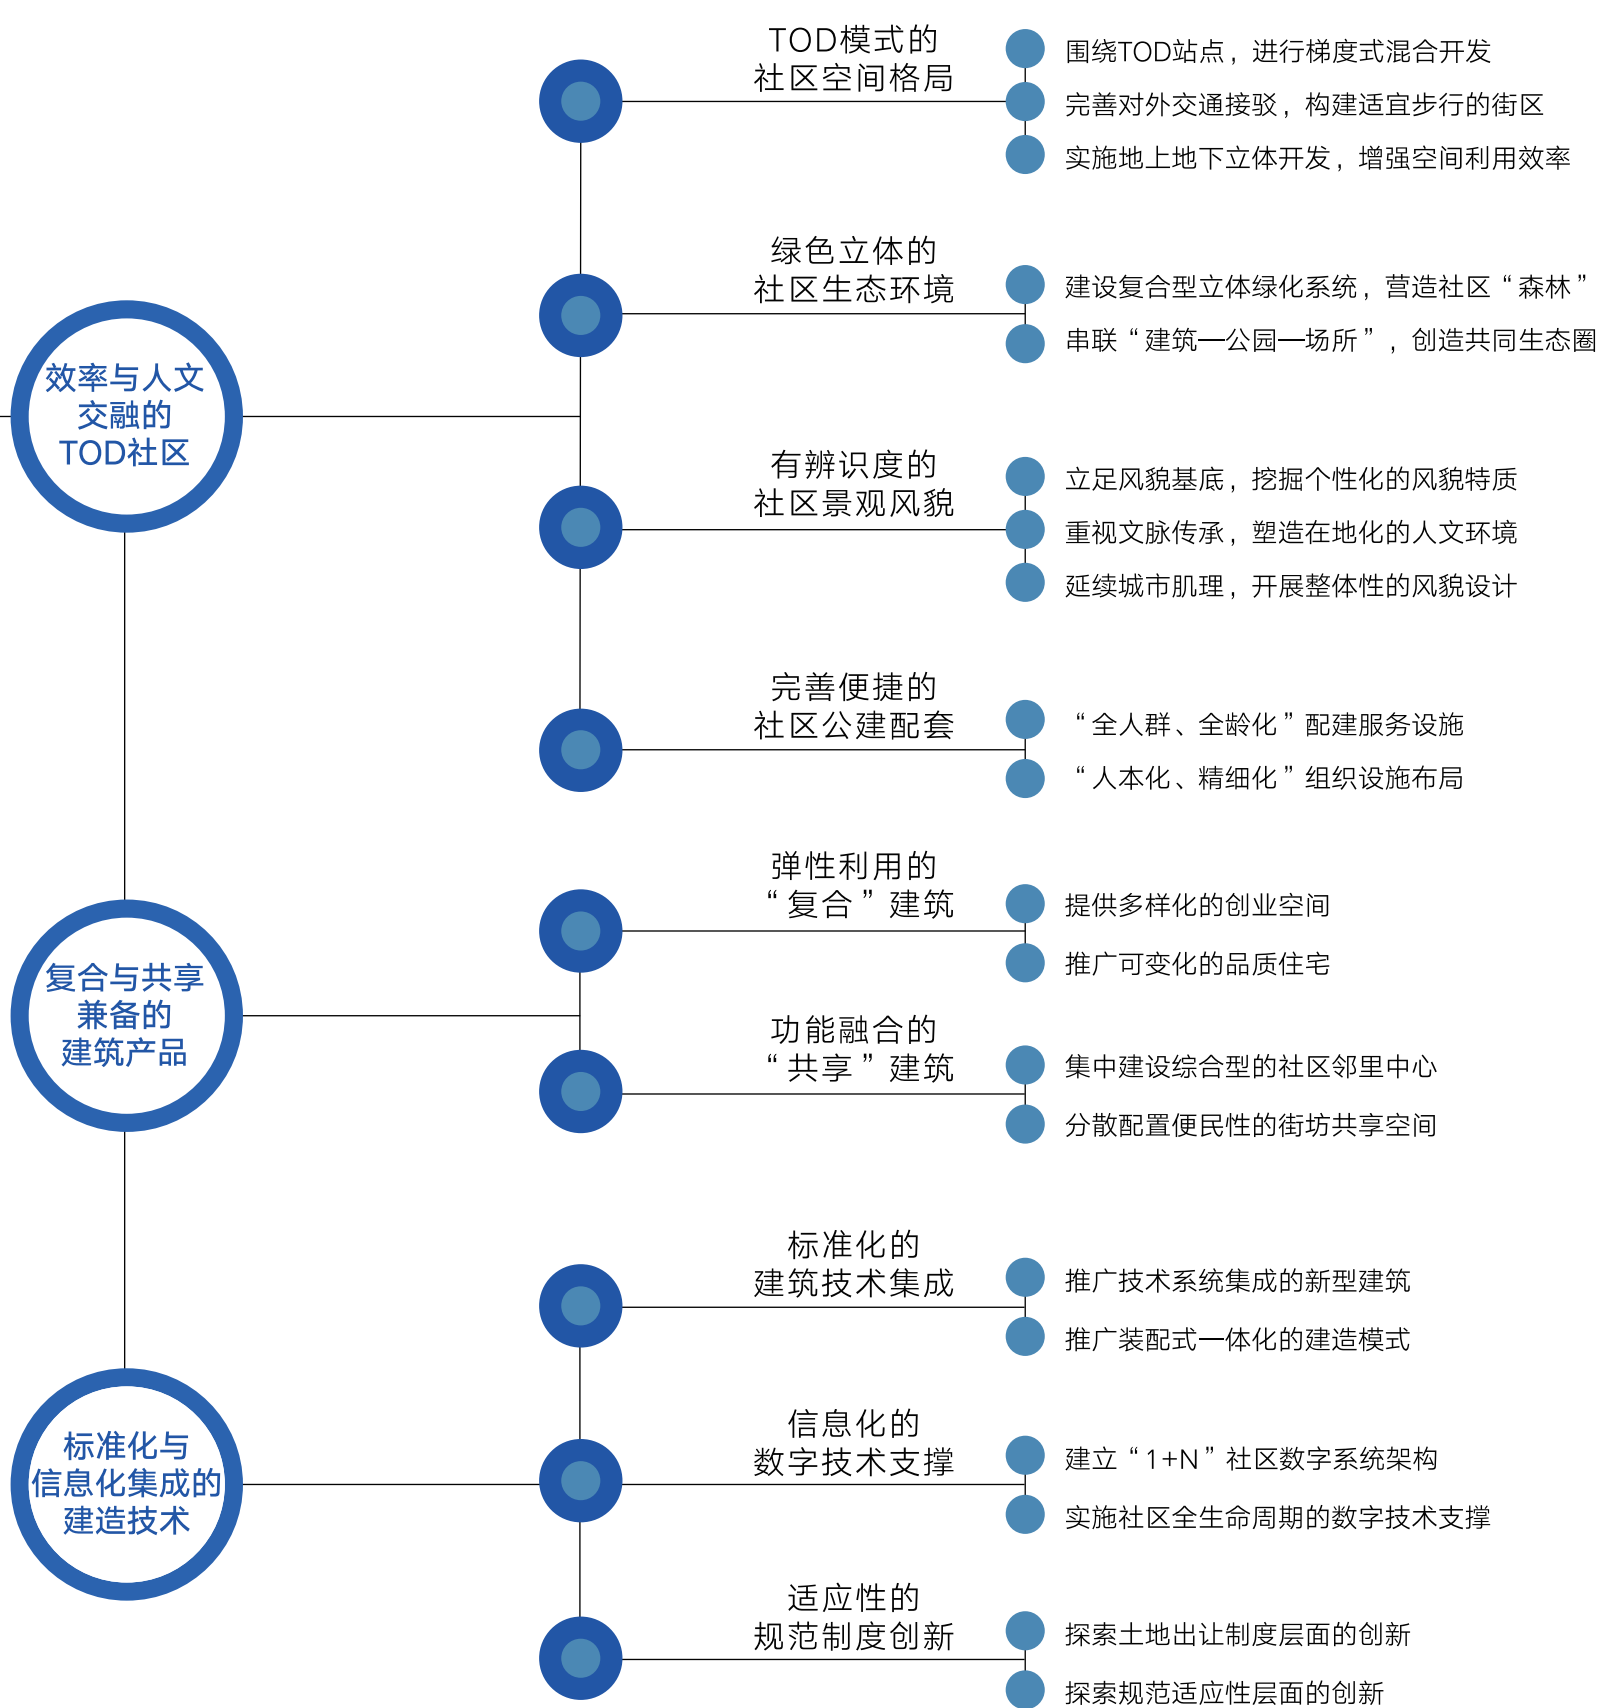 效率与人文
交融的
TOD社区
TOD模式的
社区空间格局
围绕TOD站点，进行梯度式混合开发
完善对外交通接驳，构建适宜步行的街区
实施地上地下立体开发，增强空间利用效率
绿色立体的
社区生态环境
建设复合型立体绿化系统，营造社区“森林”
串联“建筑—公园—场所”，创造共同生态圈
有辨识度的
社区景观风貌
立足风貌基底，挖掘个性化的风貌特质
重视文脉传承，塑造在地化的人文环境
延续城市肌理，开展整体性的风貌设计
完善便捷的
社区公建配套
“全人群、全龄化”配建服务设施
“人本化、精细化”组织设施布局
复合与共享
兼备的
建筑产品
弹性利用的
“复合”建筑
提供多样化的创业空间
推广可变化的品质住宅
功能融合的
“共享”建筑
集中建设综合型的社区邻里中心
分散配置便民性的街坊共享空间
标准化与
信息化集成的
建造技术
标准化的
建筑技术集成
推广技术系统集成的新型建筑
推广装配式一体化的建造模式
信息化的
数字技术支撑
建立“1+N”社区数字系统架构
实施社区全生命周期的数字技术支撑
适应性的
规范制度创新
探索土地出让制度层面的创新
探索规范适应性层面的创新